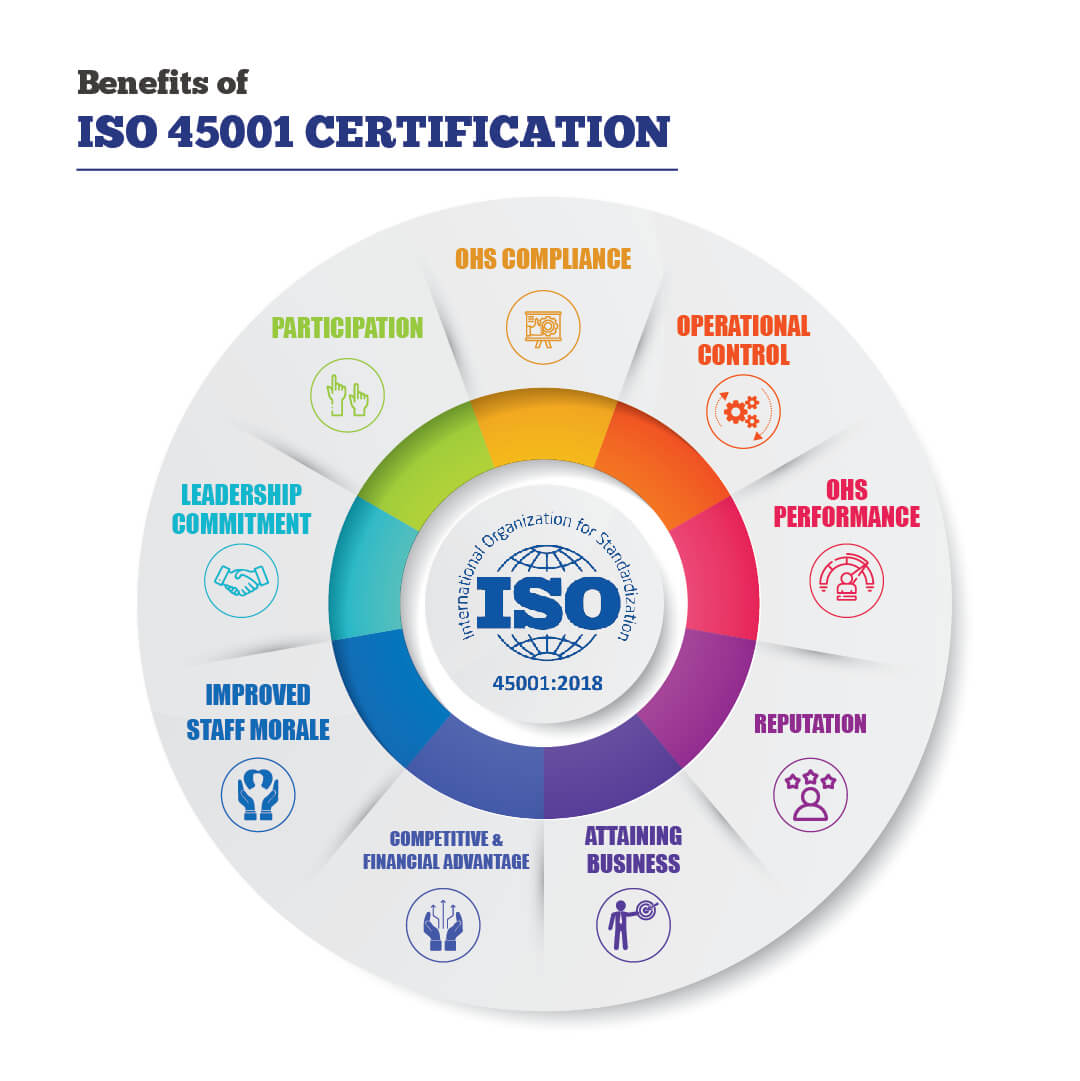 Benefits of
ISO 45001 CERTIFICATION
OHS COMPLIANCE
OPERATIONAL
CONTROL
OHS
PERFORMANCE
REPUTATION
ATTAINING
BUSINESS
COMPETITIVE &
FINANCIAL ADVANTAGE
IMPROVED
STAFF MORALE
LEADERSHIP
COMMITMENT
PARTICIPATION
International Organization for Standardization
ISO
45001:2018